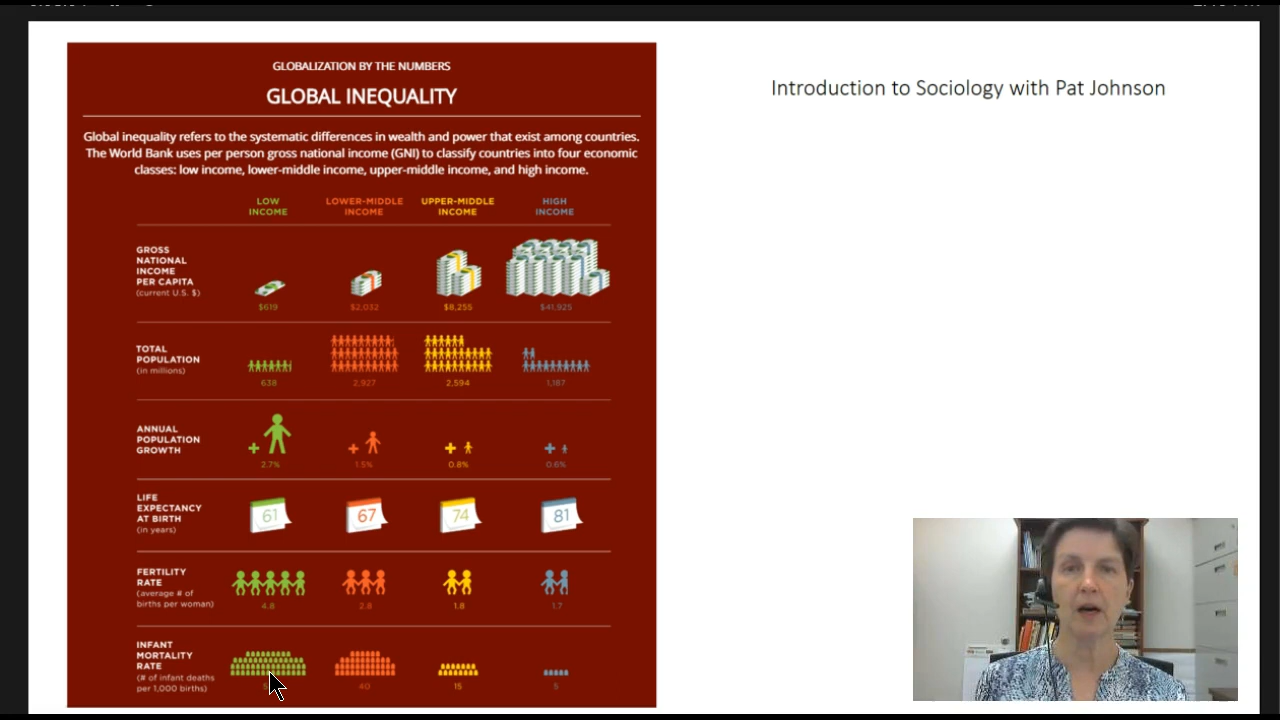 GLOBALIZATION BY THE NUMBERS
GLOBAL INEQUALITY
Global inequality refers to the systematic differences in wealth and power that exist among countries.
The World Bank uses per person gross national income (GNI) to classify countries into four economic
classes: low income, lower-middle income, upper-middle income, and high income.
LOW
INCOME
LOWER-MIDDLE
INCOME
UPPER-MIDDLE
INCOME
HIGH
INCOME
GROSS
NATIONAL
INCOME
PER CAPITA
(current U.S. $)
$619
$2,032
$8,255
$41,925
TOTAL
POPULATION
(in millions)
638
2,927
2,594
1,187
ANNUAL
POPULATION
GROWTH
2.7%
1.5%
0.8%
0.6%
LIFE
EXPECTANCY
AT BIRTH
(in years)
61
67
74
81
FERTILITY
RATE
(average # of
births per woman)
4.8
2.8
1.8
1.7
INFANT
MORTALITY
RATE
(# of infant deaths
per 1,000 births)
40
15
5
Introduction to Sociology with Pat Johnson